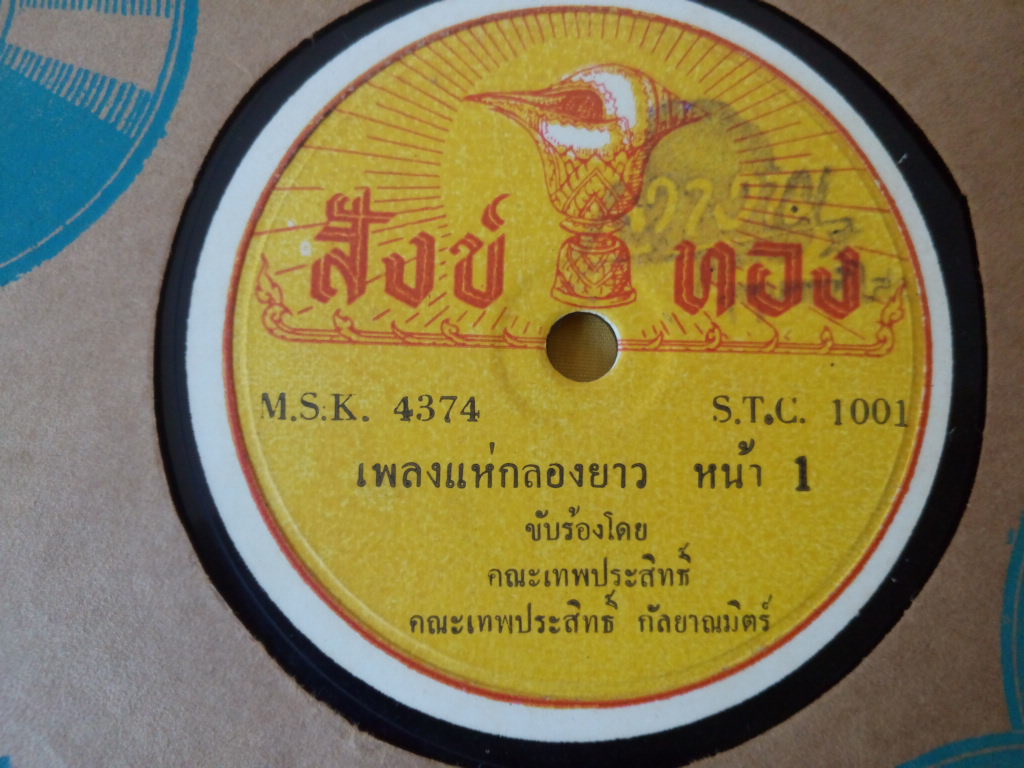 สังข์ ทอง
M.S.K. 4374 S.T.C. 1001
เพลงแห่กลองยาว หน้า 1
ขับร้องโดย
คณะเทพประสิทธิ์
คณะเทพประสิทธิ์ กัลยาณมิตร์